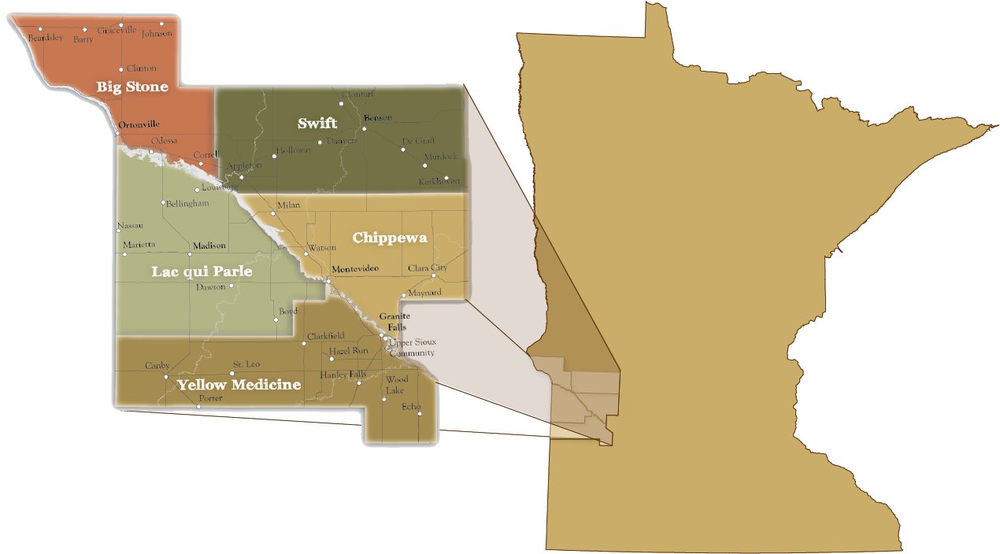 Beardsley
Barry
Graceville
Johnson
Clinton
Big Stone
Ortonville
Odessa
Correll
Clontarf
Swift
Benson
Danvers
De Graff
Holloway
Murdock
Appleton
Kerkhoven
Louisburg
Bellingham
Milan
Nassau
Chippewa
Marietta
Madison
Watson
Lac qui Parle
Montevideo
Clara City
Dawson
Maynard
Boyd
Granite
Falls
Clarkfield
Upper Sioux
Community
Hazel Run
Canby
St. Leo
Hanley Falls
Yellow Medicine
Wood
Lake
Porter
Echo